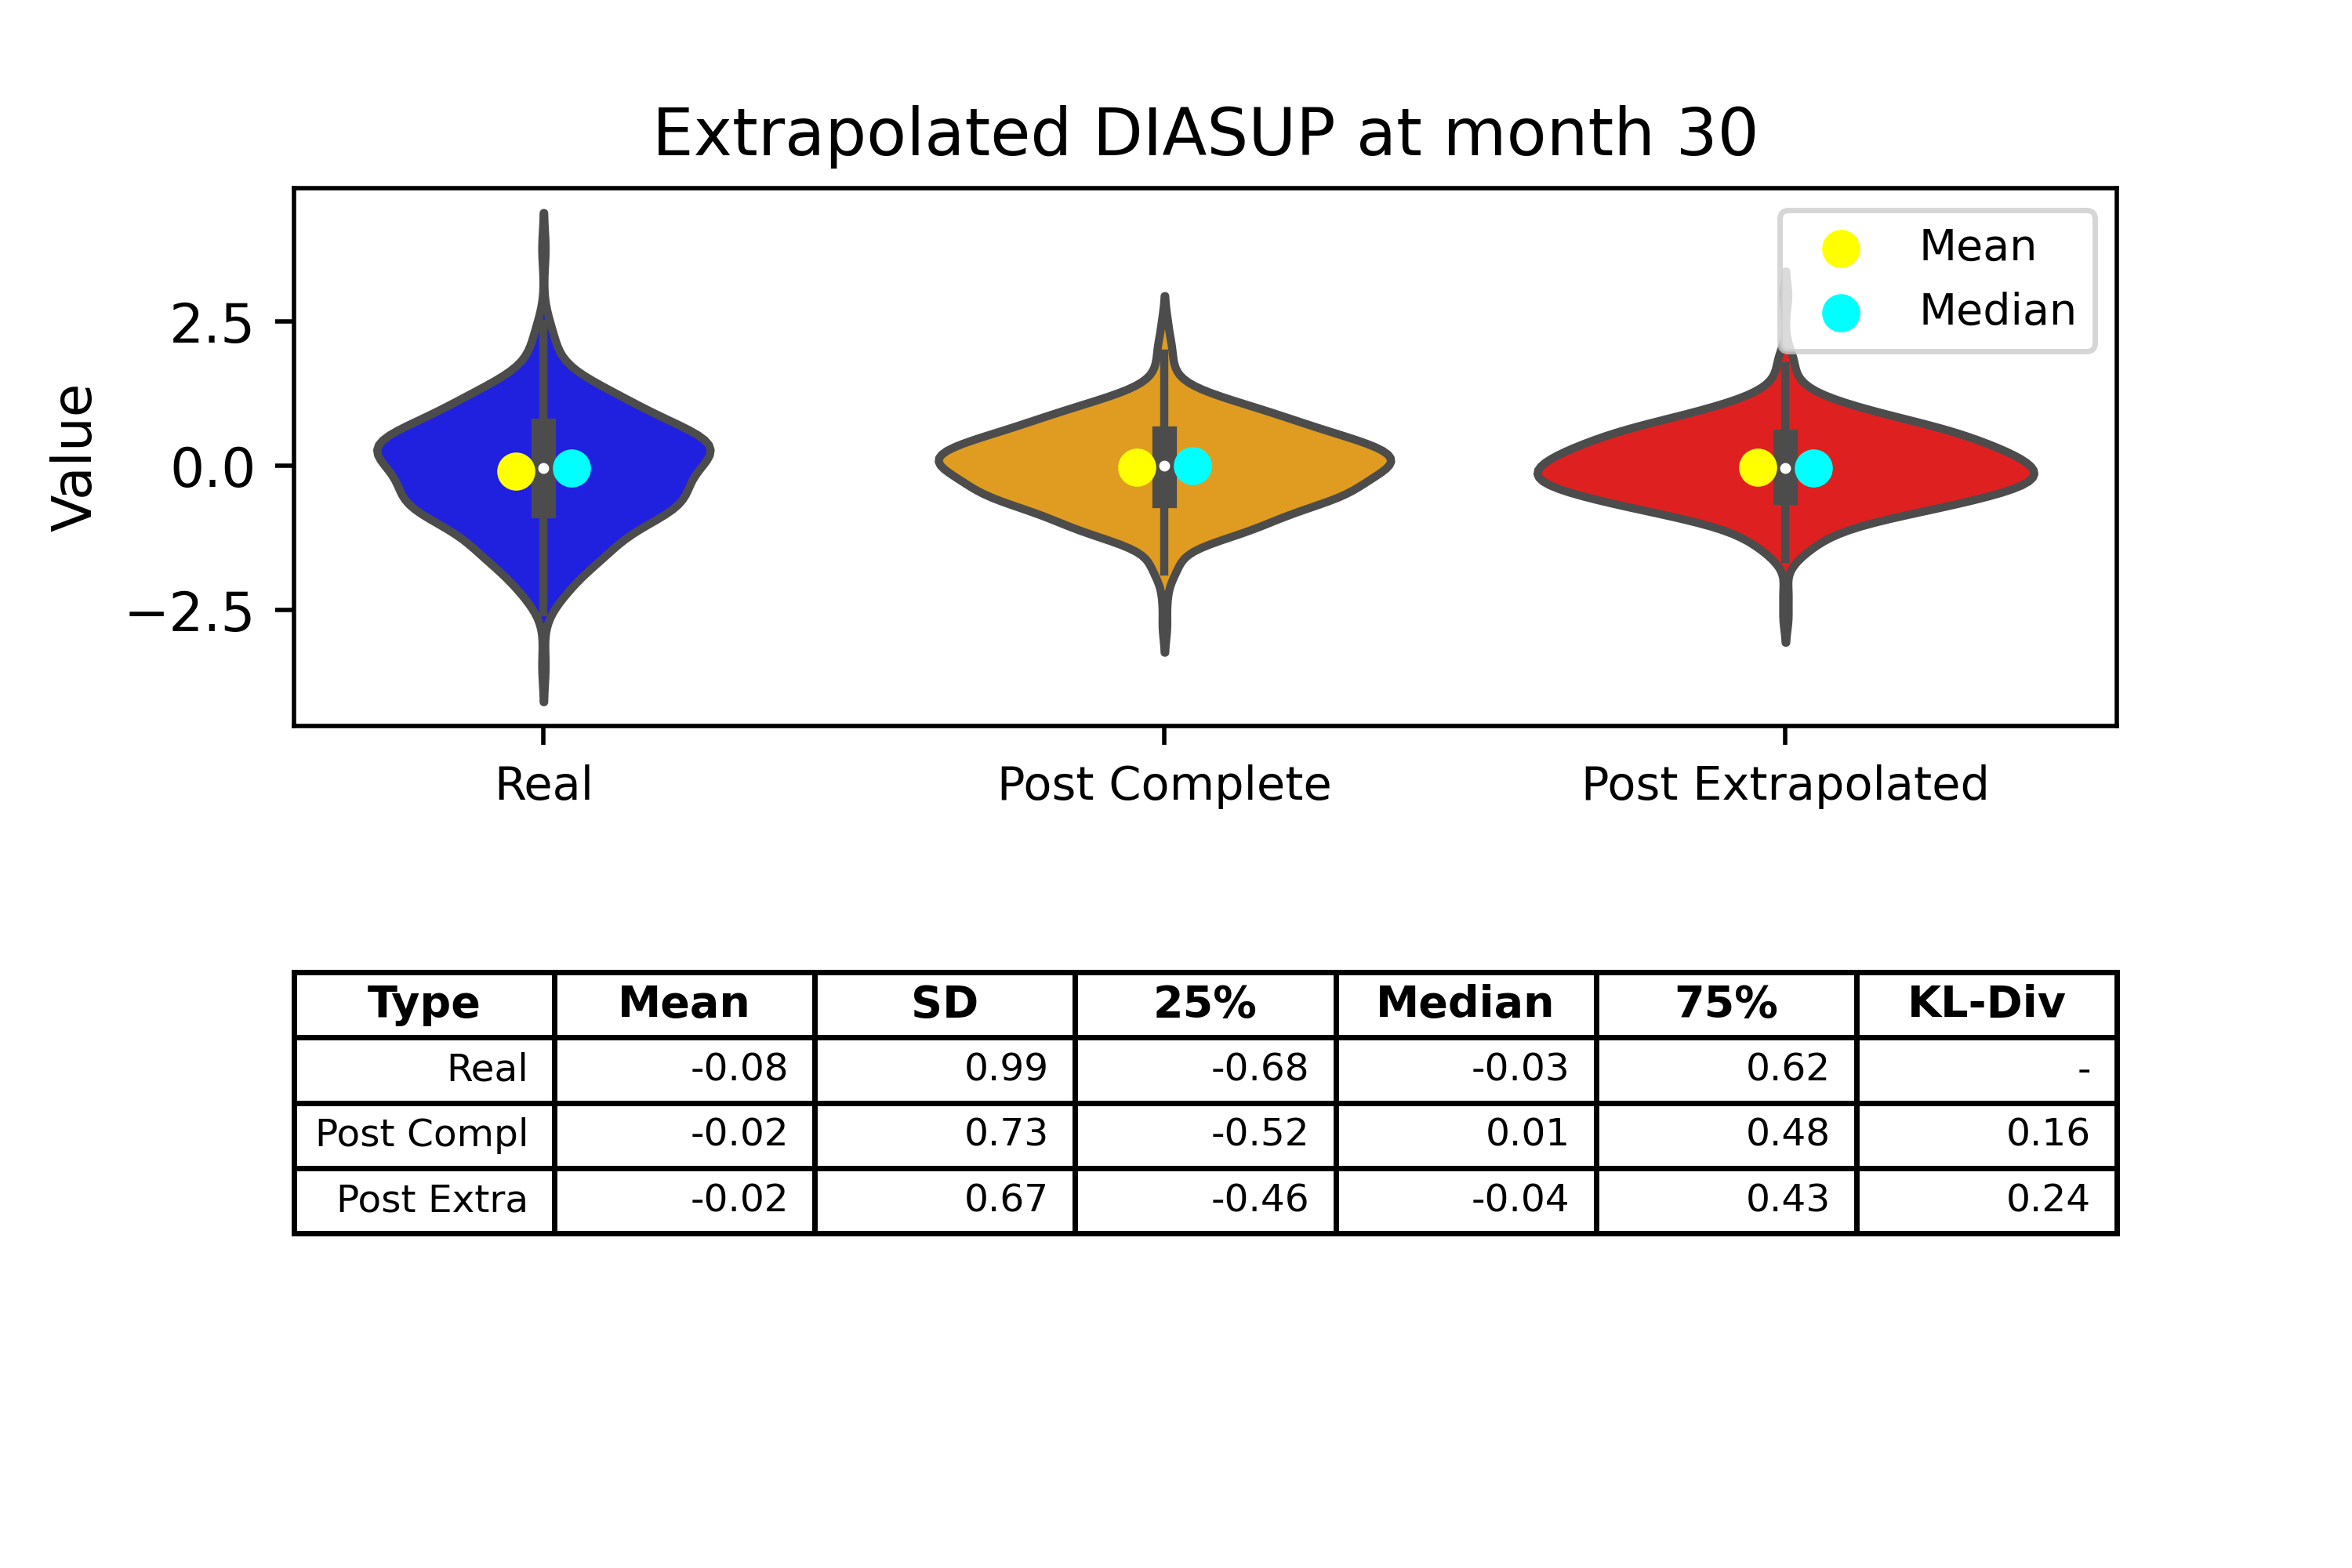 Extrapolated DIASUP at month 30
Mean
Median
Value
2.5
0.0
−2.5
Real Post Complete Post Extrapolated
Type Mean SD 25% Median 75% KL-Div
Real -0.08 0.99 -0.68 -0.03 0.62 -
Post Compl -0.02 0.73 -0.52 0.01 0.48 0.16
Post Extra -0.02 0.67 -0.46 -0.04 0.43 0.24